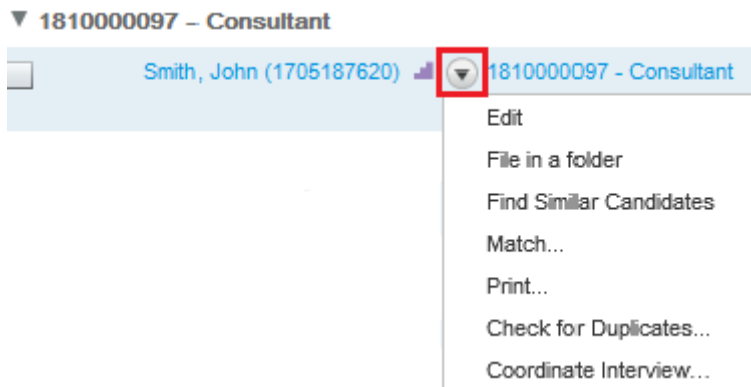 1810000097 – Consultant
Smith, John (1705187620) 1810000097 - Consultant
Edit
File in a folder
Find Similar Candidates
Match...
Print...
Check for Duplicates...
Coordinate Interview...